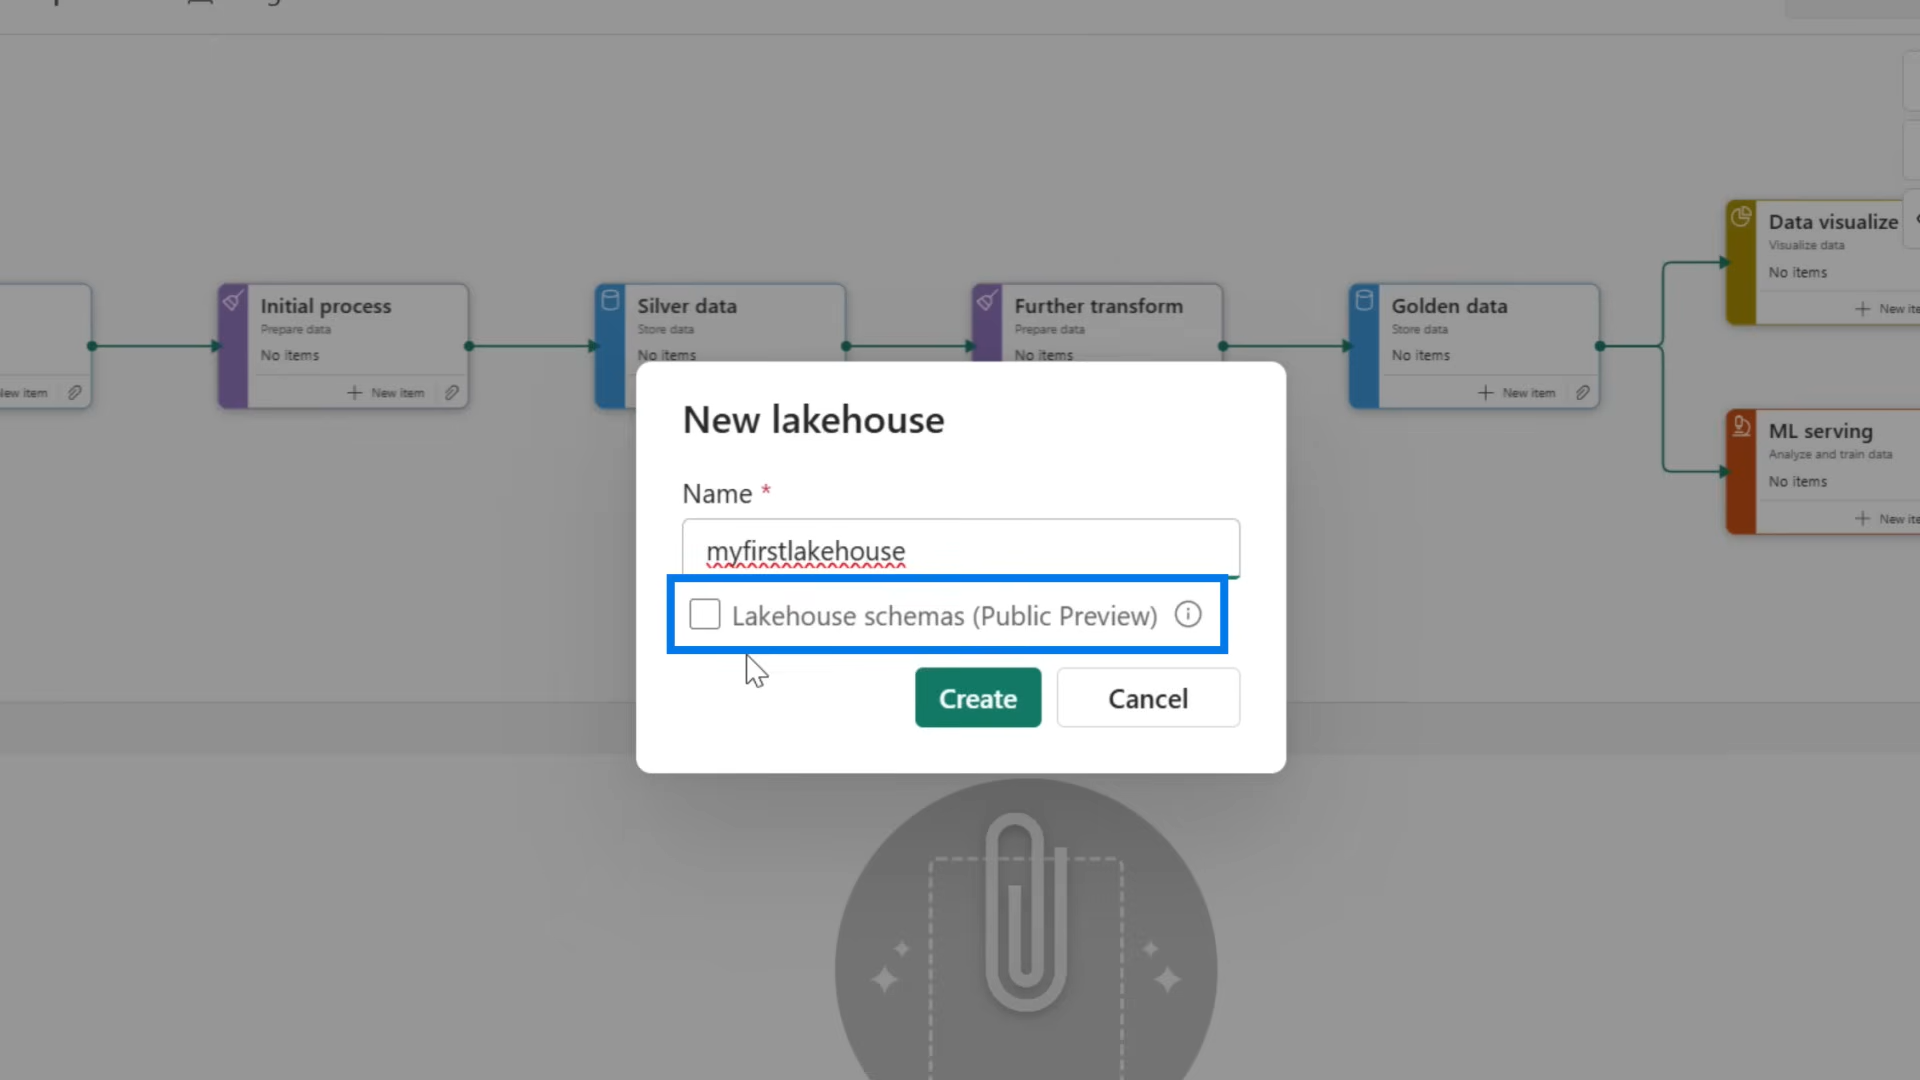 Data visualize
Visualize data
No items
New ite
Initial process
Prepare data
No items
New item
Silver data
Store data
No items
Further transform
Prepare data
No items
Golden data
Store data
No items
New item
New item
ML serving
Analyze and train data
No items
New ite
New lakehouse
Name *
myfirstlakehouse
Lakehouse schemas (Public Preview)
Create
Cancel